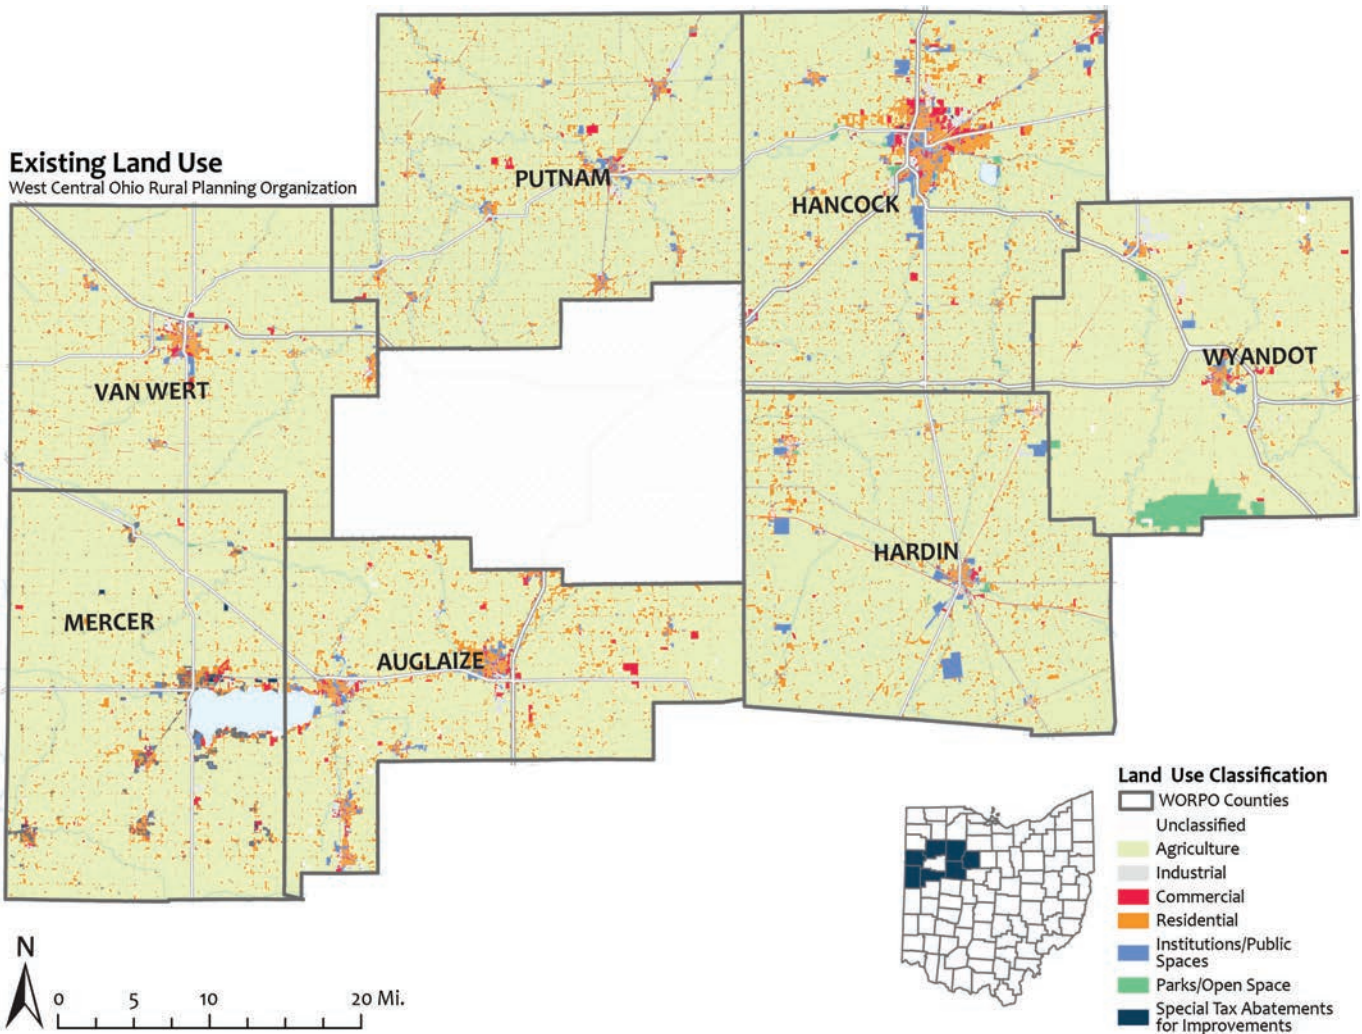 Existing Land Use
West Central Ohio Rural Planning Organization
PUTNAM
HANCOCK
VAN WERT
WYANDOT
HARDIN
MERCER
AUGLAIZE
Land Use Classification
WORPO Counties
Unclassified
Agriculture
Industrial
Commercial
Residential
Institutions/Public
Spaces
Parks/Open Space
Special Tax Abatements
for Improvements
N
0 5 10 20 Mi.